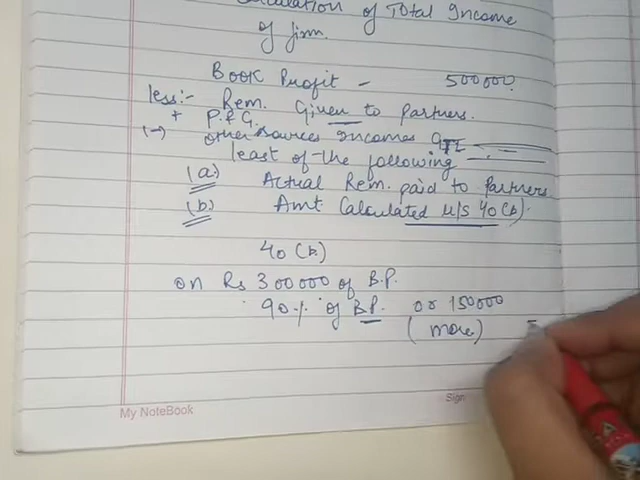 Calculation of Total Income
of firm.
Book Profit - 500000.
less:- Rem. Given to partners.
+ P.& G.
(-) other sources Incomes
least of the following
(a) Actual Rem. paid to Partners
(b) Amt. Calculated u/s 40(b).
40 (b)
on Rs 300000 of B.P.
90% of BP. or 150000
(more)
My NoteBook
Sign